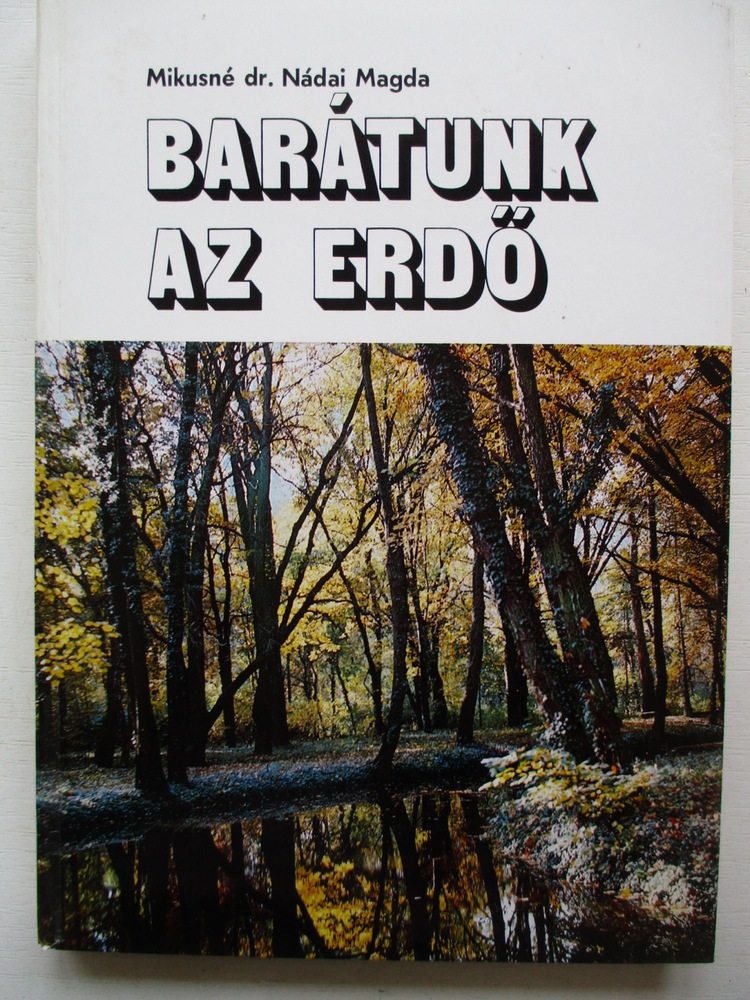 Mikusné dr. Nádai Magda
BARÁTUNK
AZ ERDŐ